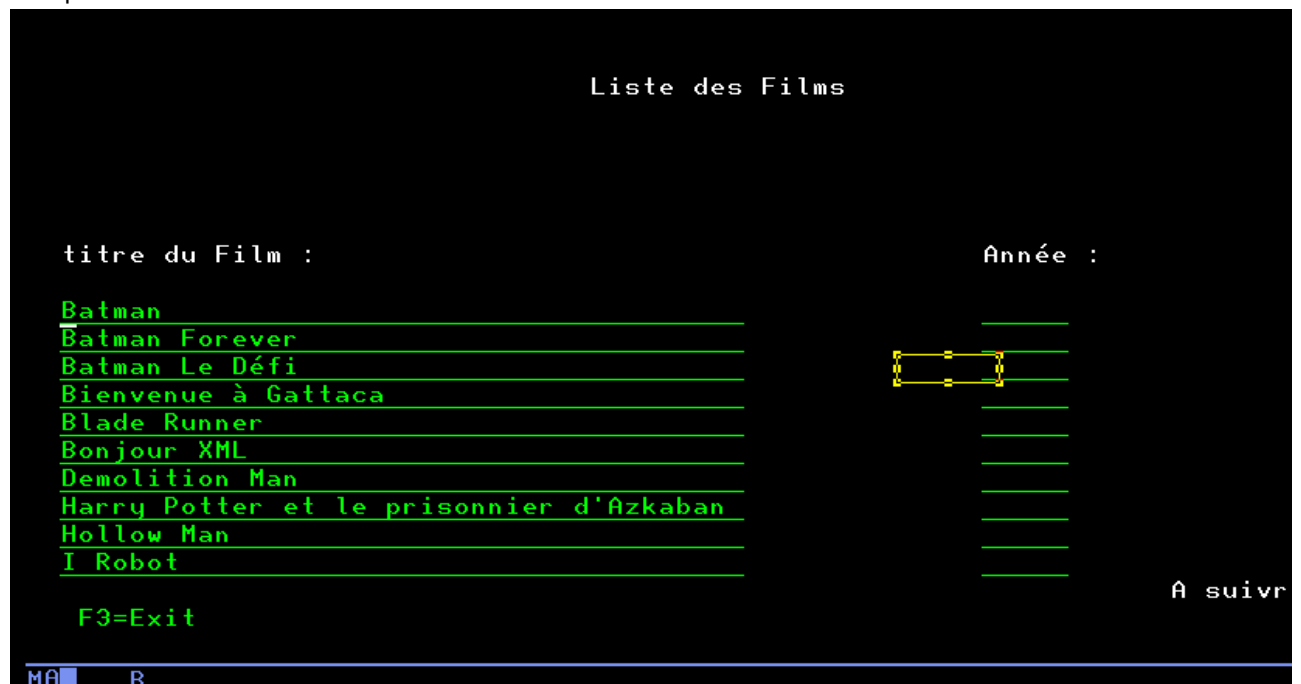 Liste des Films
titre du Film : Année :
Batman
Batman Forever
Batman Le Défi
Bienvenue à Gattaca
Blade Runner
Bonjour XML
Demolition Man
Harry Potter et le prisonnier d'Azkaban
Hollow Man
I Robot
A suivr
F3=Exit
MA B